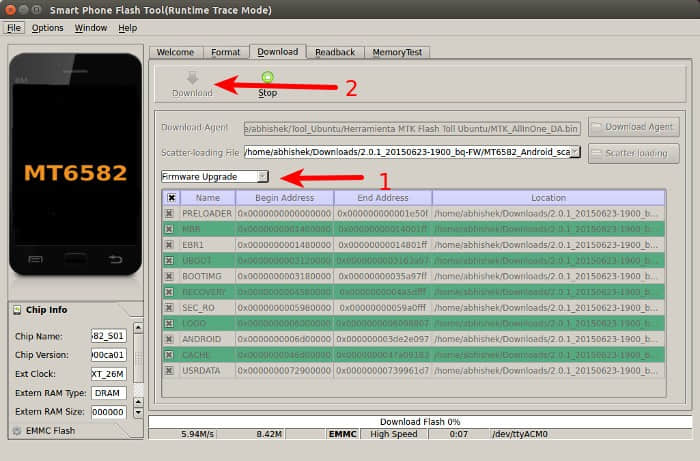 Smart Phone Flash Tool(Runtime Trace Mode)
File Options Window Help
Welcome Format Download Readback MemoryTest
BM
Download Stop
2
Download-Agent e/abhishek/Tool_Ubuntu/Herramienta MTK Flash Toll Ubuntu/MTK_AllInOne_DA.bin Download Agent
Scatter-loading File /home/abhishek/Downloads/2.0.1_20150623-1900_bq-FW/MT6582_Android_sca Scatter-loading
Firmware Upgrade
1
MT6582
Name Begin Address End Address Location
PRELOADER 0x0000000000000000 0x000000000001e50f /home/abhishek/Downloads/2.0.1_20150623-1900_b...
MBR 0x0000000001400000 0x00000000014001ff /home/abhishek/Downloads/2.0.1_20150623-1900_b...
EBR1 0x0000000001480000 0x00000000014801ff /home/abhishek/Downloads/2.0.1_20150623-1900_b...
UBOOT 0x0000000003120000 0x0000000003163a97 /home/abhishek/Downloads/2.0.1_20150623-1900_b...
BOOTIMG 0x0000000003180000 0x00000000035a97ff /home/abhishek/Downloads/2.0.1_20150623-1900_b...
RECOVERY 0x0000000004580000 0x0000000004a5dfff /home/abhishek/Downloads/2.0.1_20150623-1900_b...
SEC_RO 0x0000000005980000 0x00000000059a0fff /home/abhishek/Downloads/2.0.1_20150623-1900_b...
LOGO 0x0000000006000000 0x0000000006098807 /home/abhishek/Downloads/2.0.1_20150623-1900_b...
ANDROID 0x0000000006d00000 0x000000003de2e097 /home/abhishek/Downloads/2.0.1_20150623-1900_b...
CACHE 0x0000000046d00000 0x0000000047a09183 /home/abhishek/Downloads/2.0.1_20150623-1900_b...
USRDATA 0x0000000072900000 0x00000000739961d7 /home/abhishek/Downloads/2.0.1_20150623-1900_b...
Chip Info
Chip Name: 582_S01
Chip Version: 00ca01
Ext Clock: XT_26M
Extern RAM Type: DRAM
Extern RAM Size: 000000
EMMC Flash
Download Flash 0%
5.94M/s 8.42M EMMC High Speed 0:07 /dev/ttyACM0